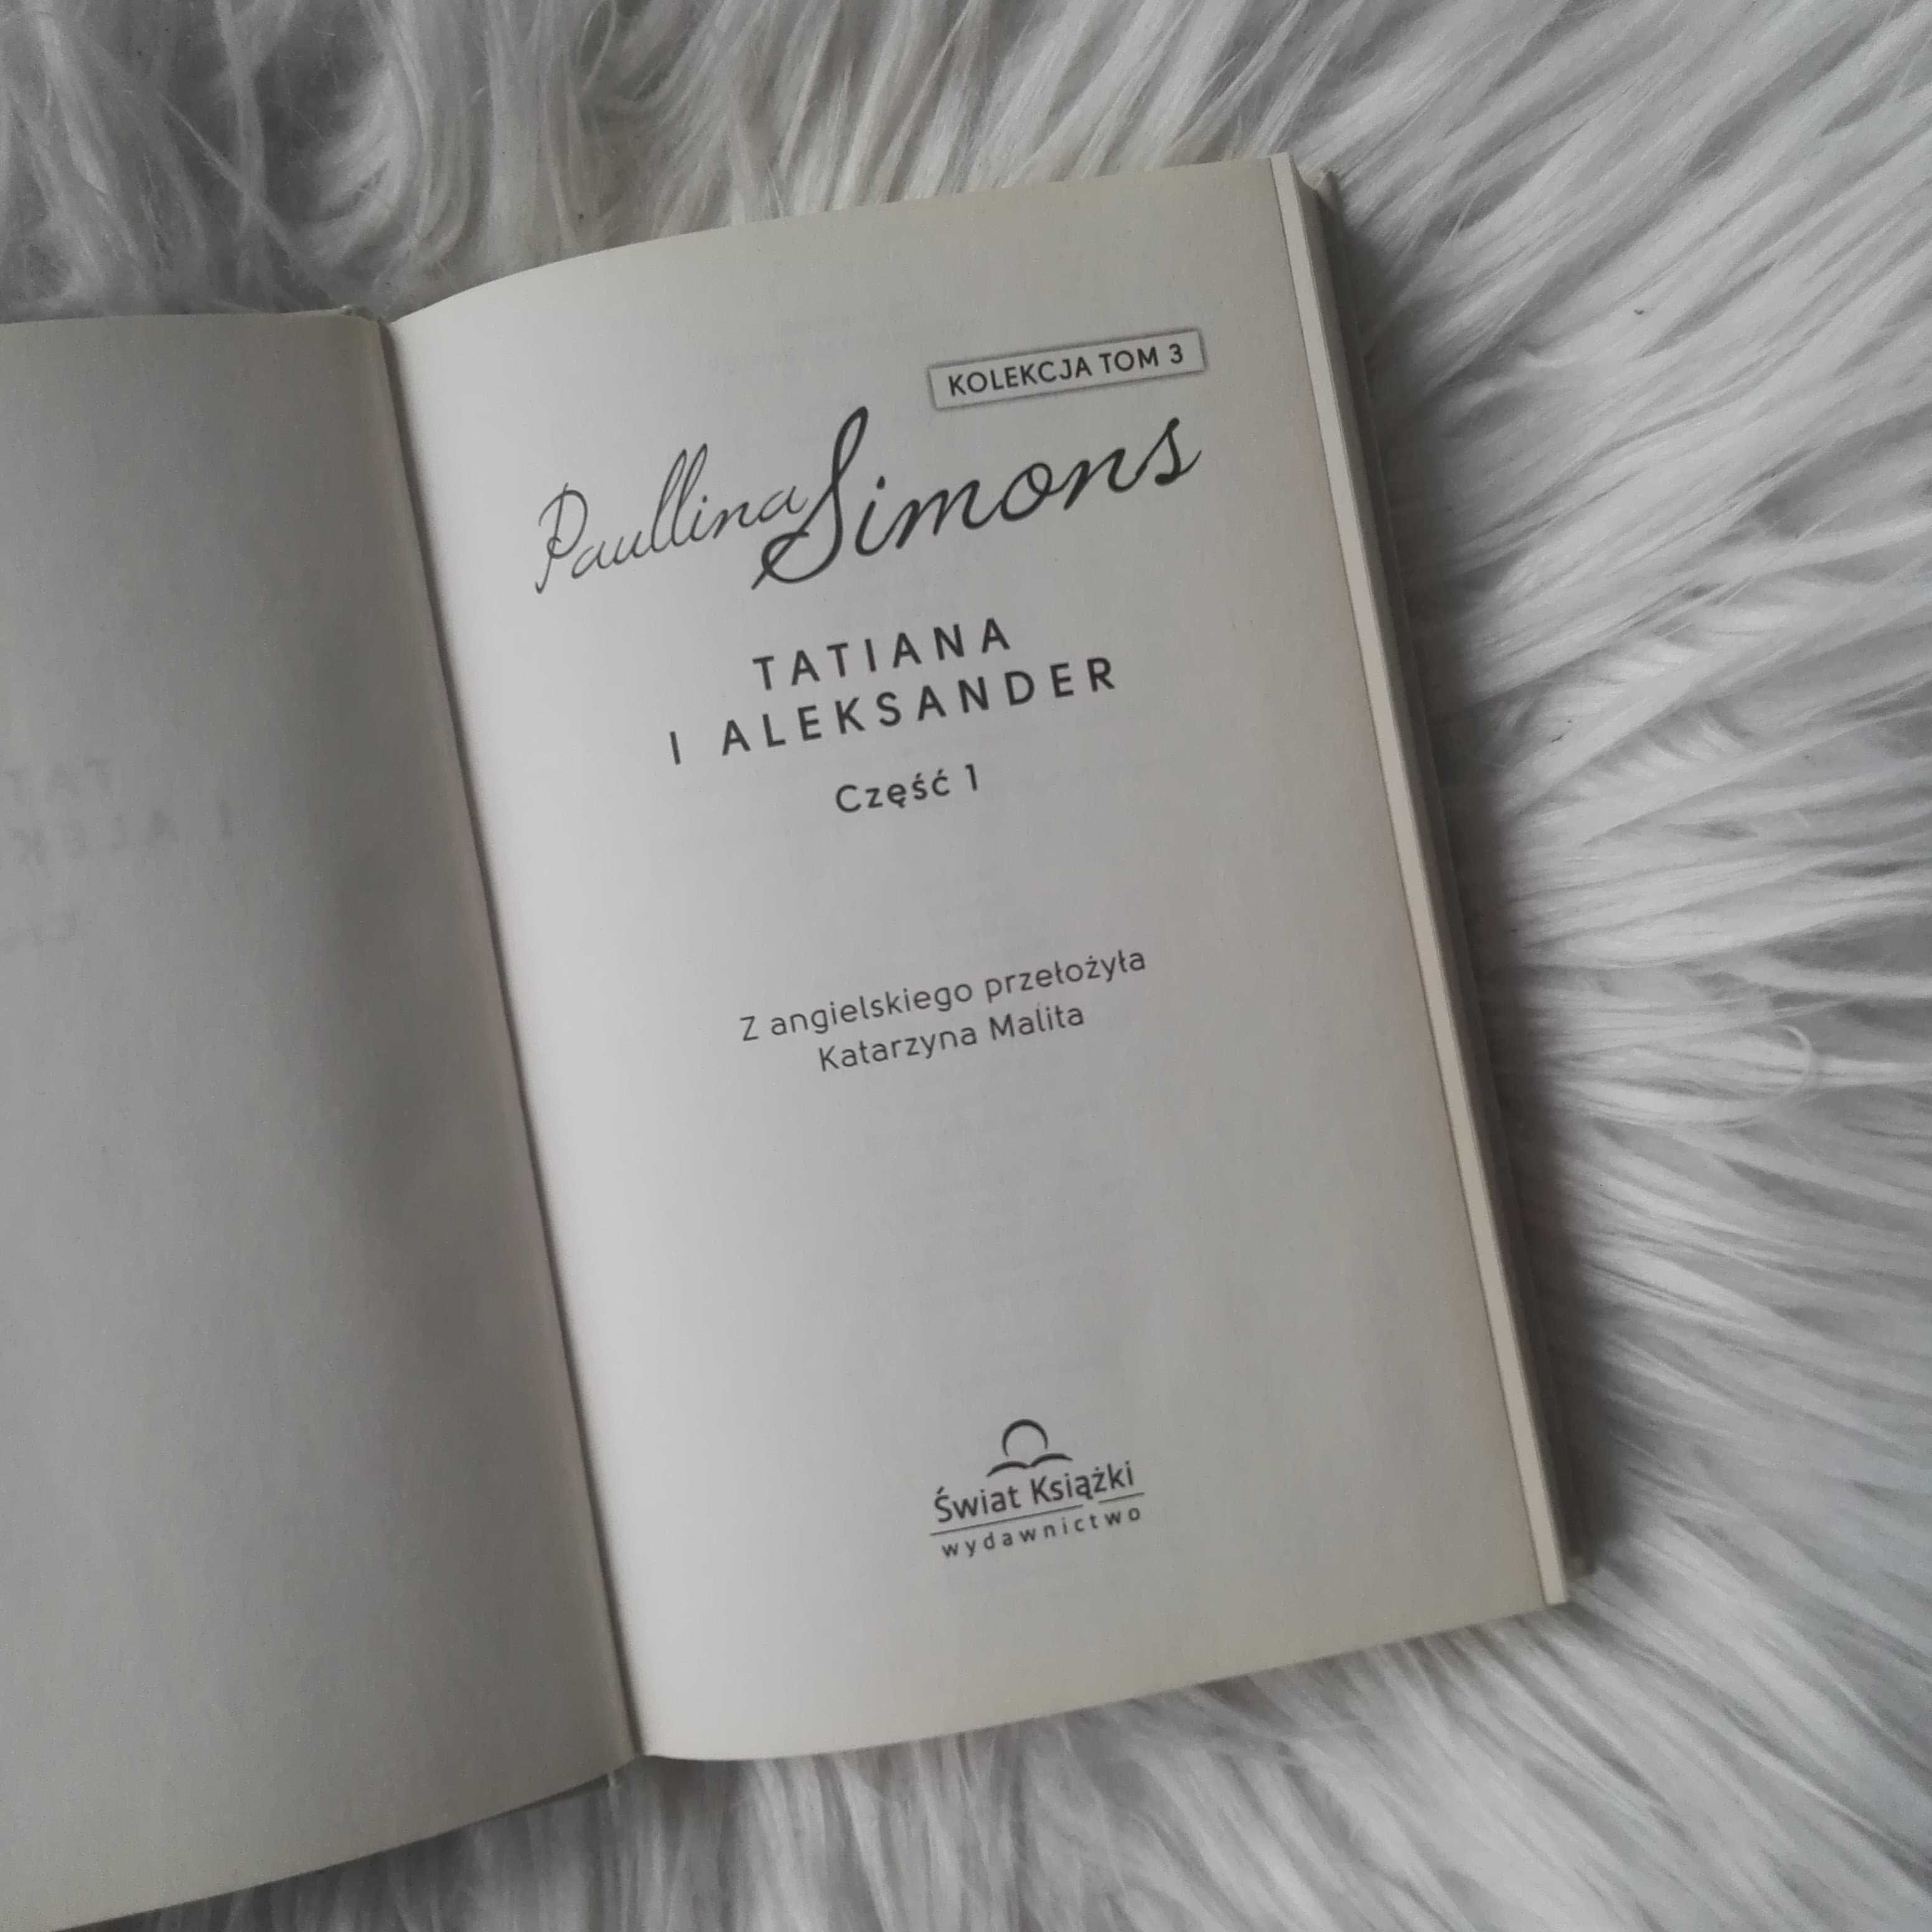 KOLEKCJA TOM 3
Paullina Simons
TATIANA
I ALEKSANDER
Część 1
Z angielskiego przełożyła
Katarzyna Malita
Świat Książki
wydawnictwo